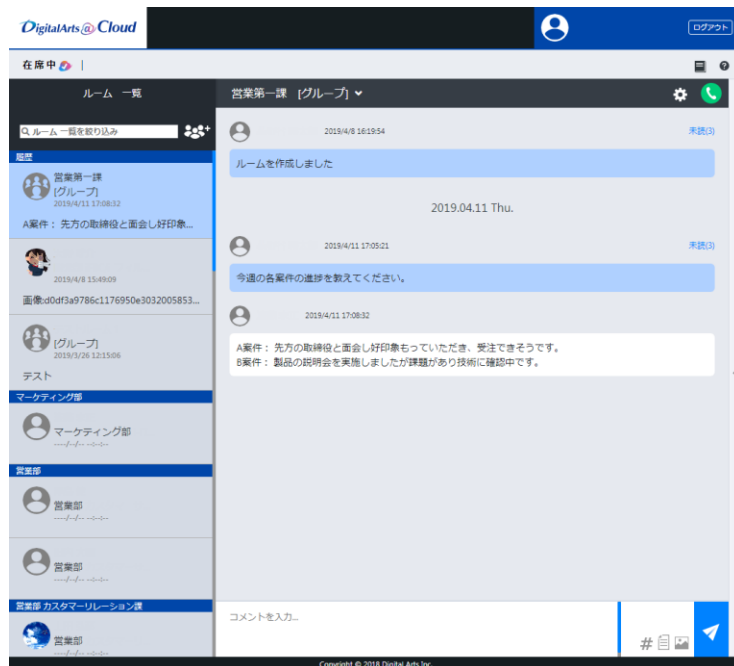 DigitalArts@Cloud
ログアウト
在席中
ルーム 一覧
営業第一課 [グループ]
ルーム 一覧を絞り込み
履歴
営業第一課
[グループ]
2019/4/11 17:08:32
A案件： 先方の取締役と面会し好印象...
2019/4/8 15:49:09
画像:d0df3a9786c1176950e3032005853...
[グループ]
2019/3/26 12:15:06
テスト
マーケティング部
マーケティング部
----/--/-- --:--:--
営業部
営業部
----/--/-- --:--:--
営業部
----/--/-- --:--:--
営業部 カスタマーリレーション課
営業部
----/--/-- --:--:--
2019/4/8 16:19:54
未読(3)
ルームを作成しました
2019.04.11 Thu.
2019/4/11 17:05:21
未読(3)
今週の各案件の進捗を教えてください。
2019/4/11 17:08:32
A案件： 先方の取締役と面会し好印象もっていただき、受注できそうです。
B案件： 製品の説明会を実施しましたが課題があり技術に確認中です。
コメントを入力...
Copyright © 2018 Digital Arts Inc.